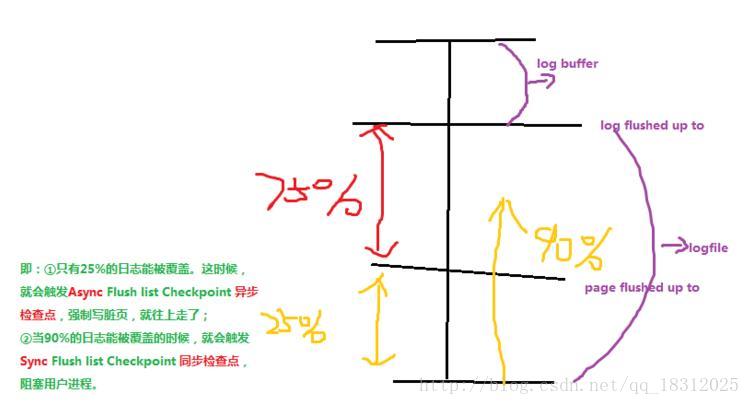 log buffer
log flushed up to
75%
90%
logfile
page flushed up to
25%
即：①只有25%的日志能被覆盖。这时候，
就会触发Async Flush list Checkpoint 异步
检查点，强制写脏页，就往上走了；
②当90%的日志能被覆盖的时候，就会触发
Sync Flush list Checkpoint 同步检查点，
阻塞用户进程。
http://blog.csdn.net/qq_18312025